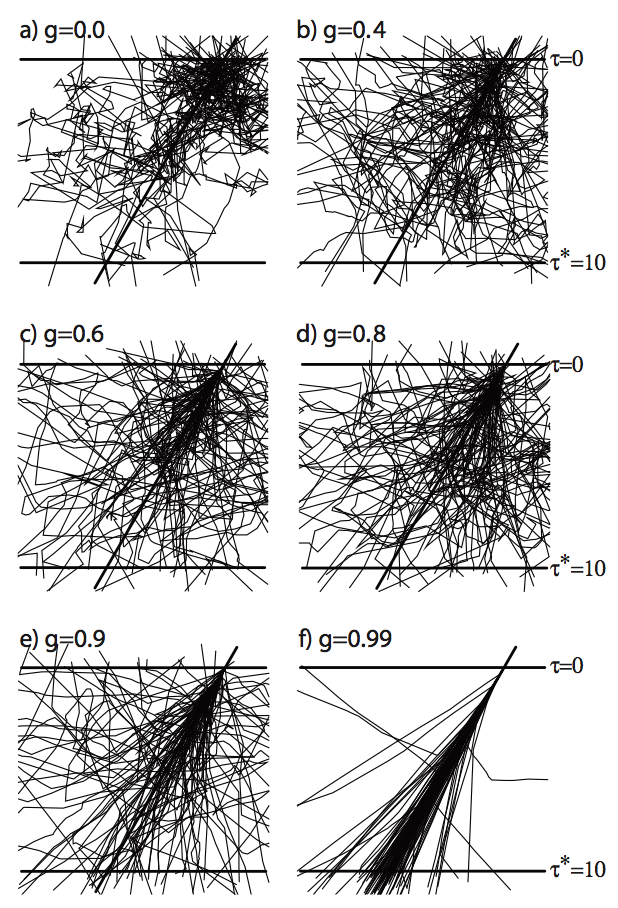 a) g=0.0
b) g=0.4
τ=0
τ*=10
c) g=0.6
d) g=0.8
τ=0
τ*=10
e) g=0.9
f) g=0.99
τ=0
τ*=10